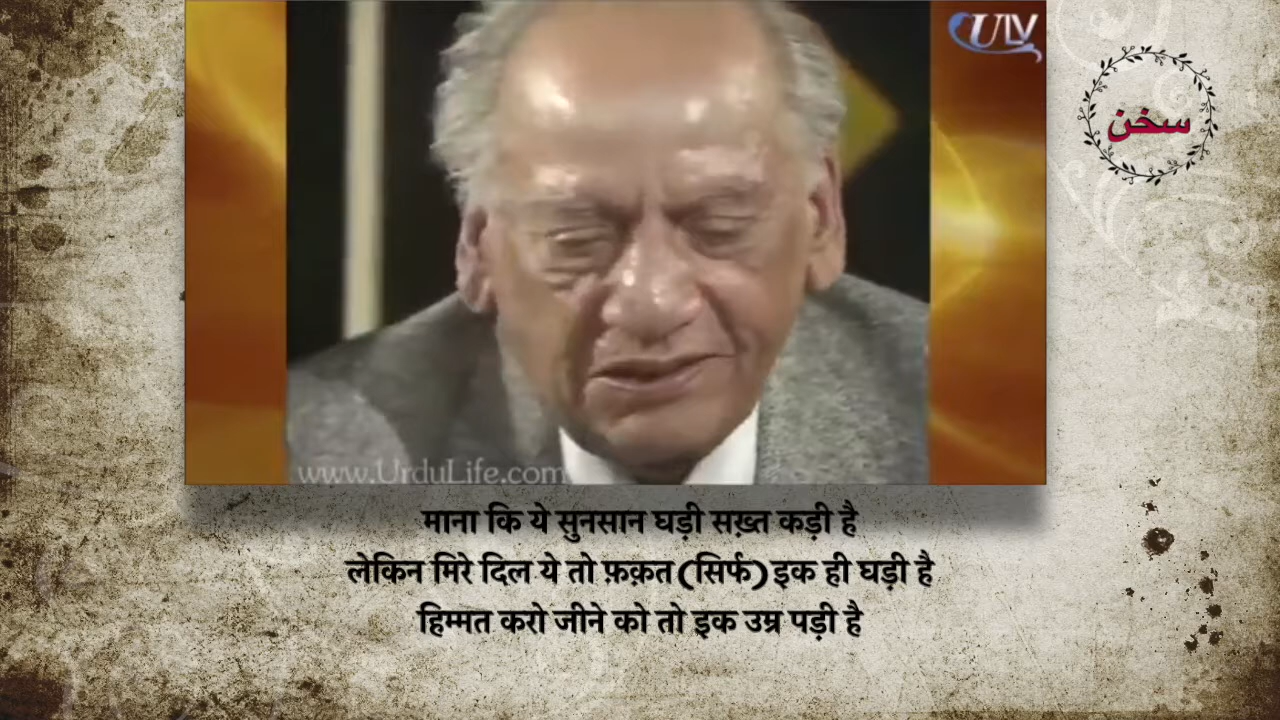 ULV
سخن
www.UrduLife.com
माना कि ये सुनसान घड़ी सख़्त कड़ी है
लेकिन मिरे दिल ये तो फ़क़त(सिर्फ)इक ही घड़ी है
हिम्मत करो जीने को तो इक उम्र पड़ी है